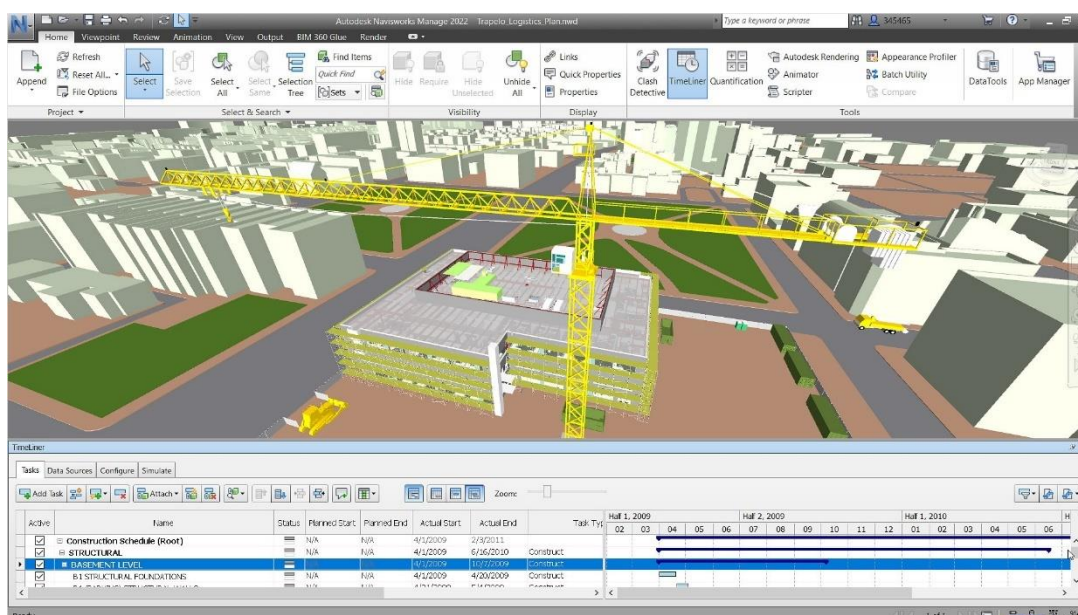 Autodesk Navisworks Manage 2022 Trapelo_Logistics_Plan.nwd
Type a keyword or phrase
345465
Home Viewpoint Review Animation View Output BIM 360 Glue Render
Append
Refresh
Reset All...
File Options
Project
Select
Save Selection
Select All
Select Same
Selection Tree
Find Items
Quick Find
Sets
Select & Search
Hide
Require
Hide Unselected
Unhide All
Visibility
Links
Quick Properties
Properties
Display
Clash Detective
TimeLiner
Quantification
Autodesk Rendering
Animator
Scripter
Appearance Profiler
Batch Utility
Compare
Tools
DataTools
App Manager
TimeLiner
Tasks Data Sources Configure Simulate
Add Task
Attach
Zoom:
Active Name Status Planned Start Planned End Actual Start Actual End Task Typ
Half 1, 2009 Half 2, 2009 Half 1, 2010 H
02 03 04 05 06 07 08 09 10 11 12 01 02 03 04 05 06
Construction Schedule (Root) N/A N/A 4/1/2009 2/3/2011
STRUCTURAL N/A N/A 4/1/2009 6/16/2010 Construct
BASEMENT LEVEL N/A N/A 4/1/2009 10/7/2009 Construct
B1 STRUCTURAL FOUNDATIONS N/A N/A 4/1/2009 4/20/2009 Construct
Ready